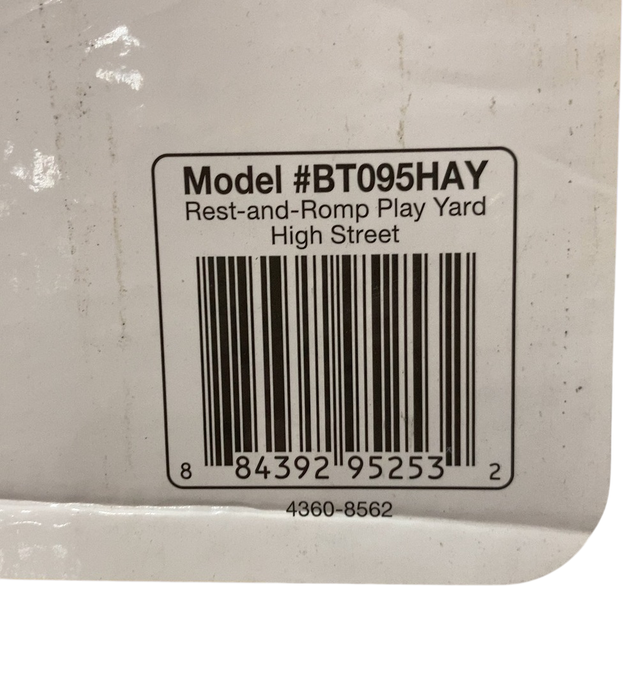 Model #BT095HAY
Rest-and-Romp Play Yard
High Street
8 84392 95253 2
4360-8562